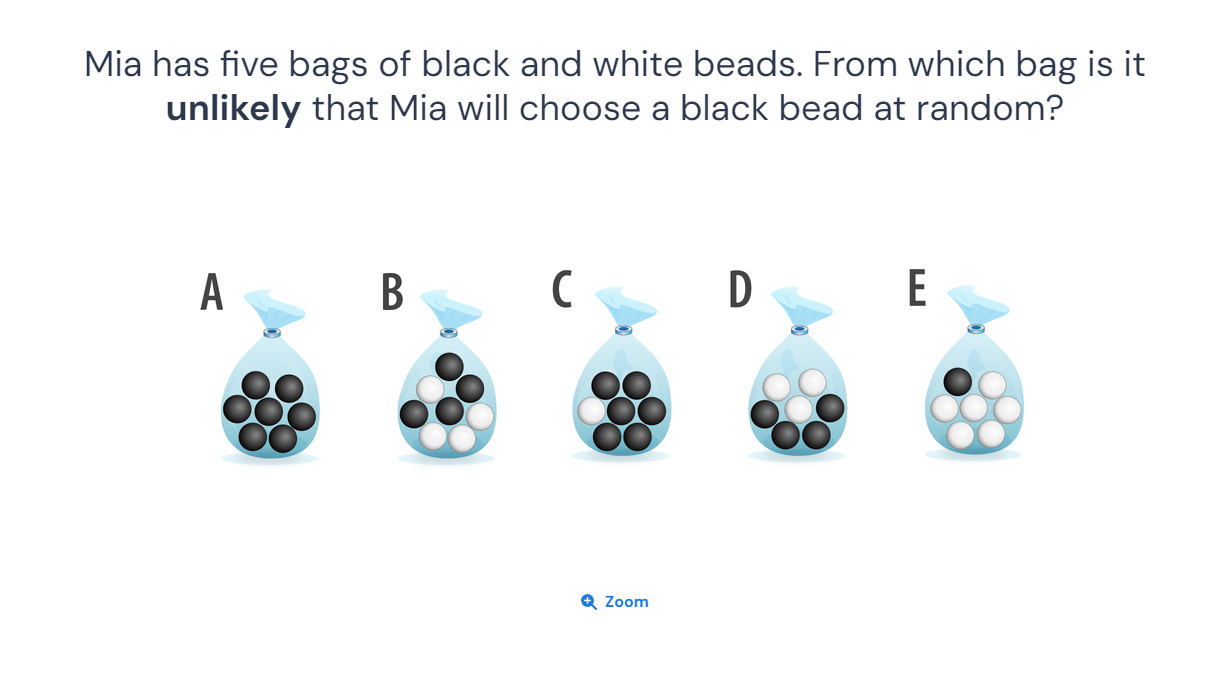 Mia has five bags of black and white beads. From which bag is it
unlikely that Mia will choose a black bead at random?
A B C D E
Zoom